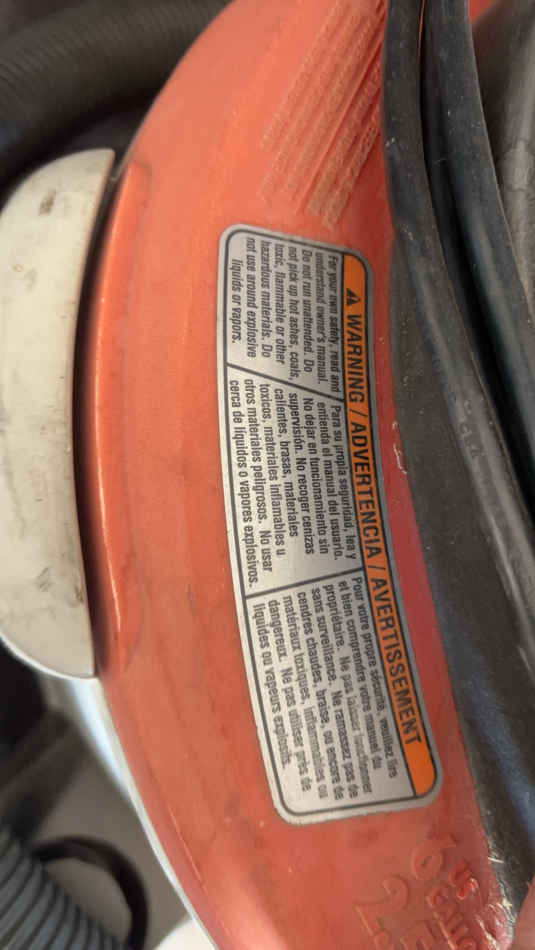 WARNING / ADVERTENCIA / AVERTISSEMENT
For your own safety, read and
understand owner's manual.
Do not run unattended. Do
not pick up hot ashes, coals,
toxic, flammable or other
hazardous materials. Do
not use around explosive
liquids or vapors.
Para su propia seguridad, lea y
entienda el manual del usuario.
No dejar en funcionamiento sin
supervisión. No recoger cenizas
calientes, brasas, materiales
toxicos, materiales inflamables u
otros materiales peligrosos. No usar
cerca de líquidos o vapores explosivos.
Pour votre propre sécurité, veuillez lire
et bien comprendre votre manuel du
propriétaire. Ne pas laisser fonctionner
sans surveillance. Ne ramassez pas de
cendres chaudes, braise, ou encore de
matériaux toxiques, inflammables ou
dangereux. Ne pas utiliser près de
liquides ou vapeurs explosifs.
6
2